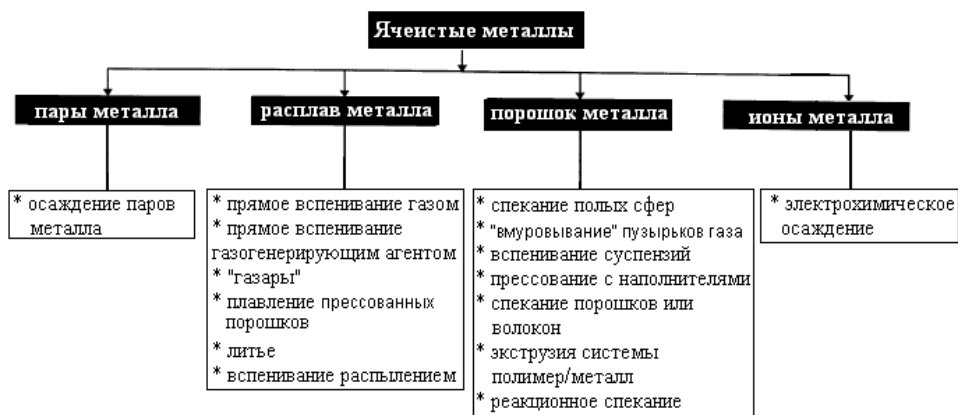 Ячеистые металлы
пары металла
расплав металла
порошок металла
ионы металла
* осаждение паров
металла
* прямое вспенивание газом
* прямое вспенивание
газогенерирующим агентом
* "газары"
* плавление прессованных
порошков
* литье
* вспенивание распылением
* спекание полых сфер
* "вмуровывание" пузырьков газа
* вспенивание суспензий
* прессование с наполнителями
* спекание порошков или
волокон
* экструзия системы
полимер/металл
* реакционное спекание
* электрохимическое
осаждение